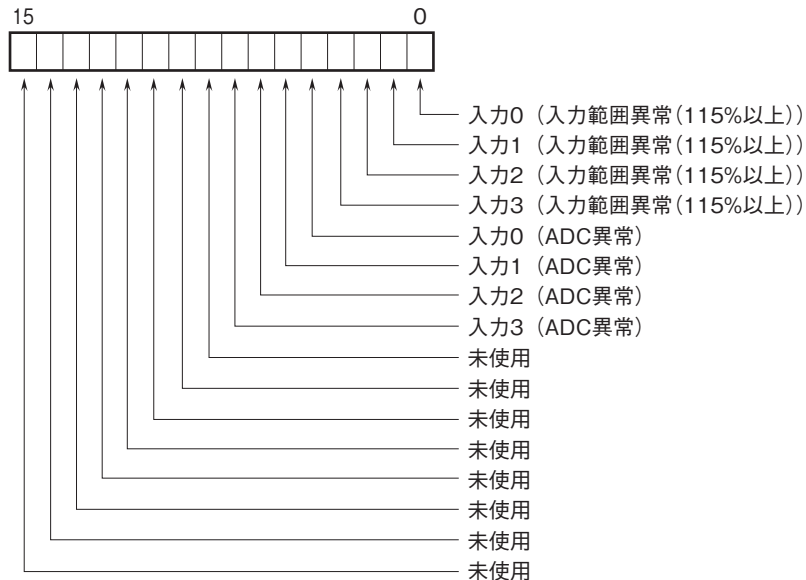 15 0
入力0（入力範囲異常（115%以上））
入力1（入力範囲異常（115%以上））
入力2（入力範囲異常（115%以上））
入力3（入力範囲異常（115%以上））
入力0（ADC異常）
入力1（ADC異常）
入力2（ADC異常）
入力3（ADC異常）
未使用
未使用
未使用
未使用
未使用
未使用
未使用
未使用